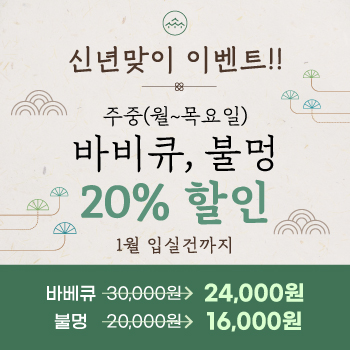 신년맞이 이벤트!!
주중(월~목요일)
바비큐, 불멍
20% 할인
1월 입실건까지
바베큐 30,000원→ 24,000원
불멍 20,000원→ 16,000원